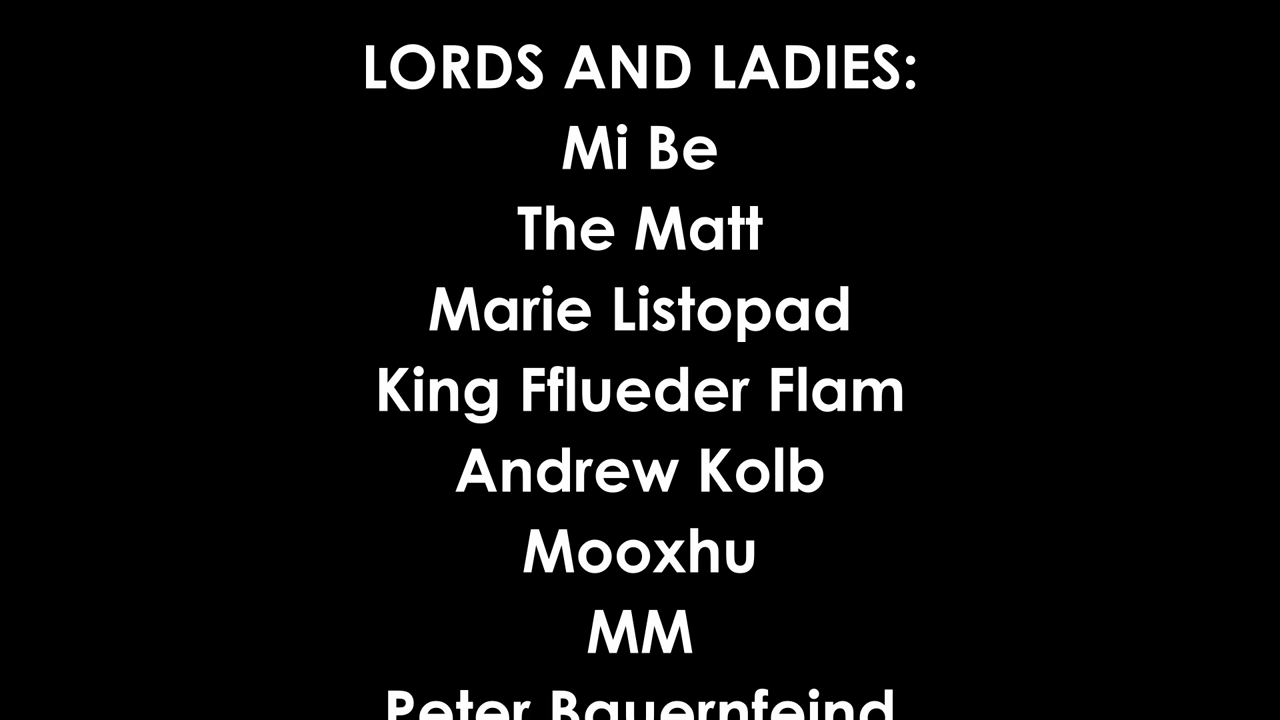 LORDS AND LADIES:
Mi Be
The Matt
Marie Listopad
King Fflueder Flam
Andrew Kolb
Mooxhu
MM
Peter Bauernfeind